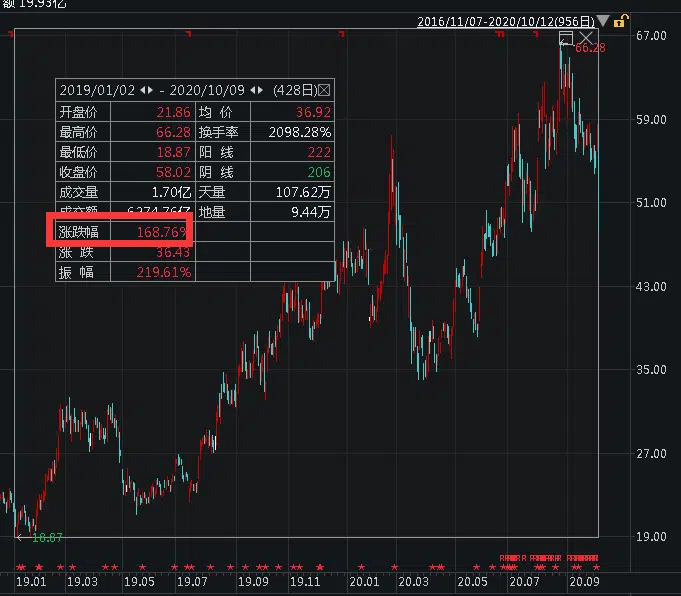 额 19.93亿
2016/11/07-2020/10/12(956日)
67.00
66.28
2019/01/02 - 2020/10/09 (428日)
开盘价 21.86 均 价 36.92
最高价 66.28 换手率 2098.28%
最低价 18.87 阳 线 222
收盘价 58.02 阴 线 206
成交量 1.70亿 天量 107.62万
成交额 6274.76亿 地量 9.44万
涨跌幅 168.76%
涨 跌 36.43
振 幅 219.61%
59.00
51.00
43.00
35.00
27.00
19.00
18.87
19.01 19.03 19.05 19.07 19.09 19.11 20.01 20.03 20.05 20.07 20.09